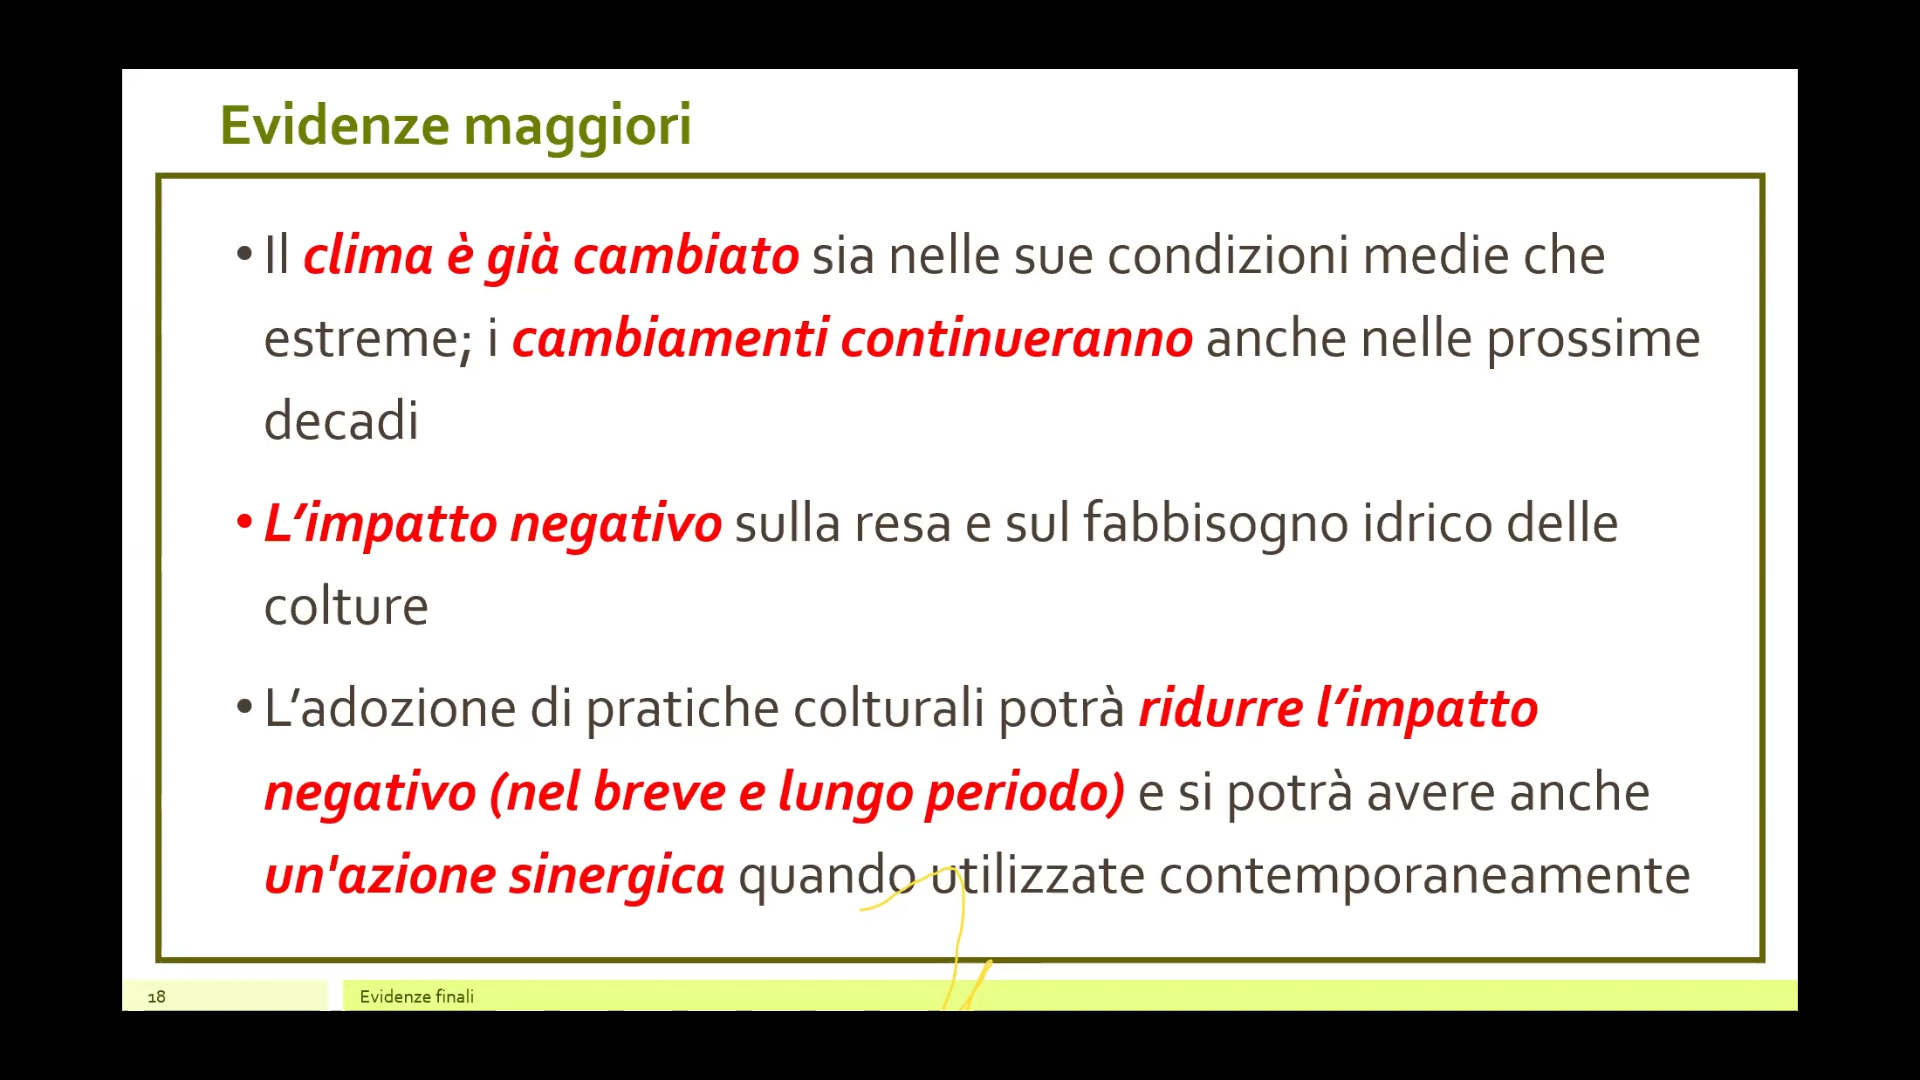 Evidenze maggiori
• Il clima è già cambiato sia nelle sue condizioni medie che
estreme; i cambiamenti continueranno anche nelle prossime
decadi
• L’impatto negativo sulla resa e sul fabbisogno idrico delle
colture
• L’adozione di pratiche colturali potrà ridurre l’impatto
negativo (nel breve e lungo periodo) e si potrà avere anche
un'azione sinergica quando utilizzate contemporaneamente
18 Evidenze finali